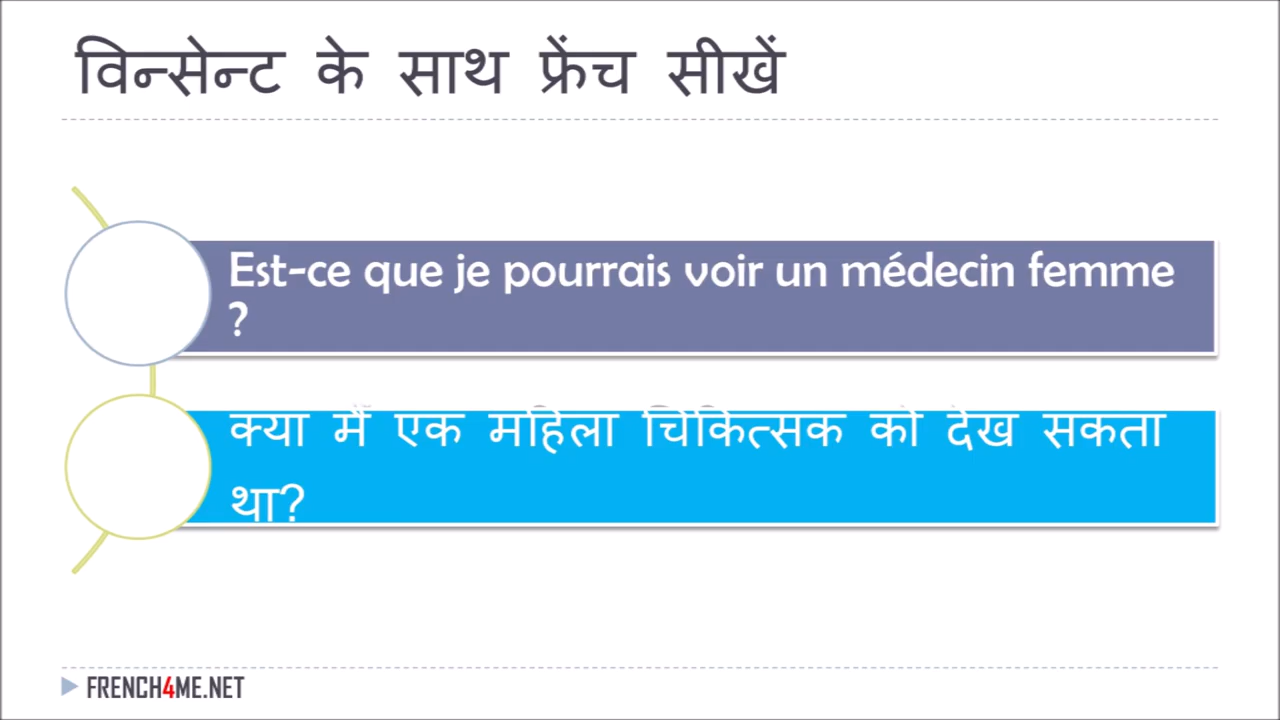 विन्सेन्ट के साथ फ्रेंच सीखें
Est-ce que je pourrais voir un médecin femme
?
क्या मैं एक महिला चिकित्सक को देख सकता
था?
FRENCH4ME.NET